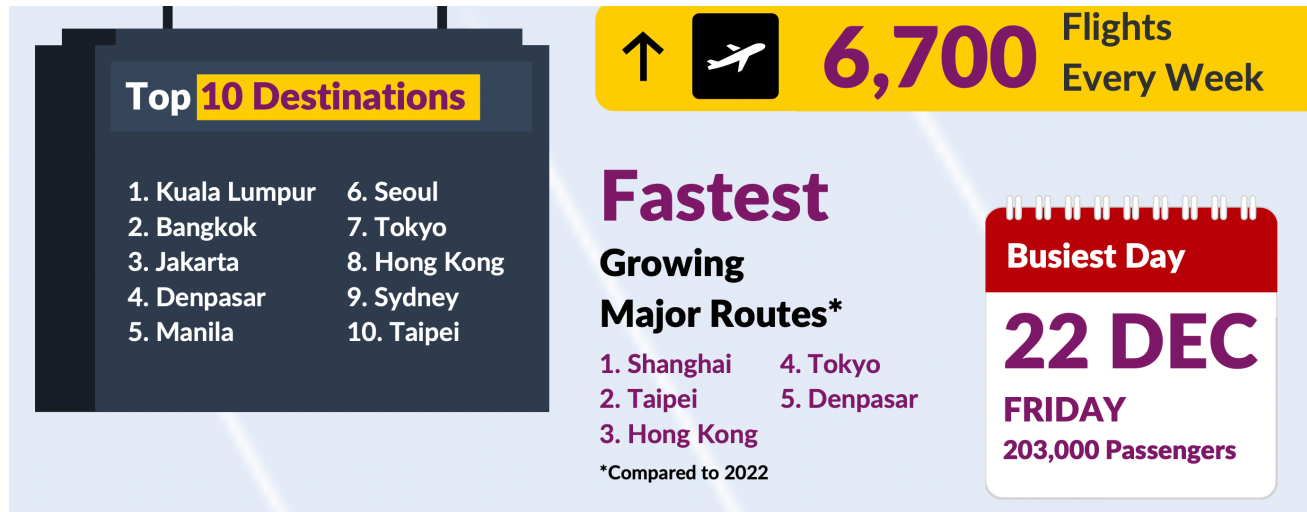 Top 10 Destinations
1. Kuala Lumpur
2. Bangkok
3. Jakarta
4. Denpasar
5. Manila
6. Seoul
7. Tokyo
8. Hong Kong
9. Sydney
10. Taipei
6,700
Flights
Every Week
Fastest
Growing
Major Routes*
1. Shanghai
2. Taipei
3. Hong Kong
4. Tokyo
5. Denpasar
*Compared to 2022
Busiest Day
22 DEC
FRIDAY
203,000 Passengers